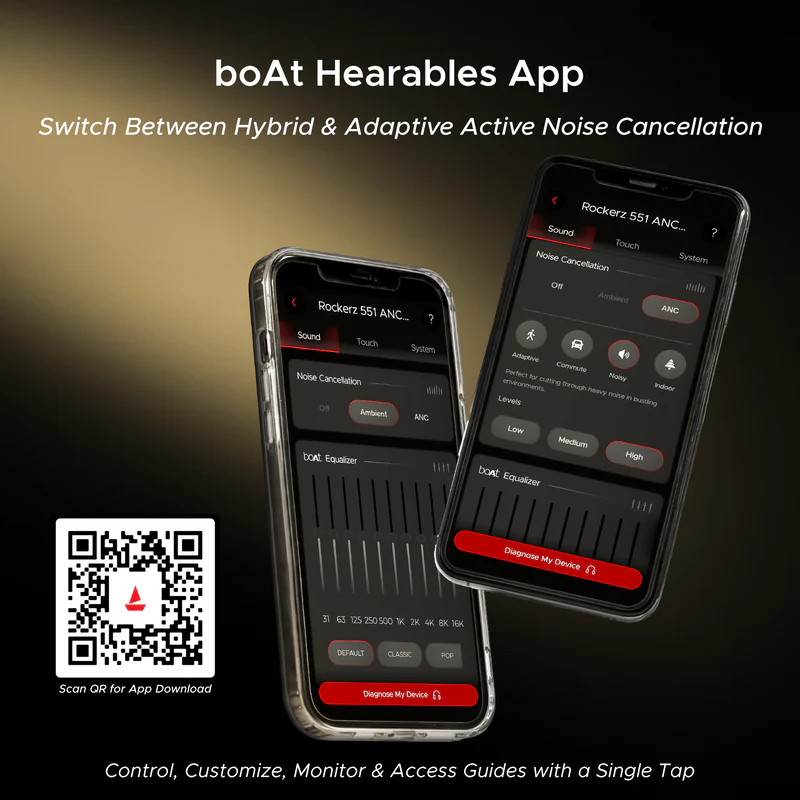 boAt Hearables App
Switch Between Hybrid & Adaptive Active Noise Cancellation
Rockerz 551 ANC...
?
Sound
Touch
System
Noise Cancellation
Off
Ambient
ANC
boAt Equalizer
31 63 125 250 500 1K 2K 4K 8K 16K
DEFAULT
CLASSIC
POP
Diagnose My Device
Rockerz 551 ANC...
?
Sound
Touch
System
Noise Cancellation
Off
Ambient
ANC
Adaptive
Commute
Noisy
Indoor
Perfect for cutting through heavy noise in bustling
environments.
Levels
Low
Medium
High
boAt Equalizer
Diagnose My Device
Scan QR for App Download
Control, Customize, Monitor & Access Guides with a Single Tap